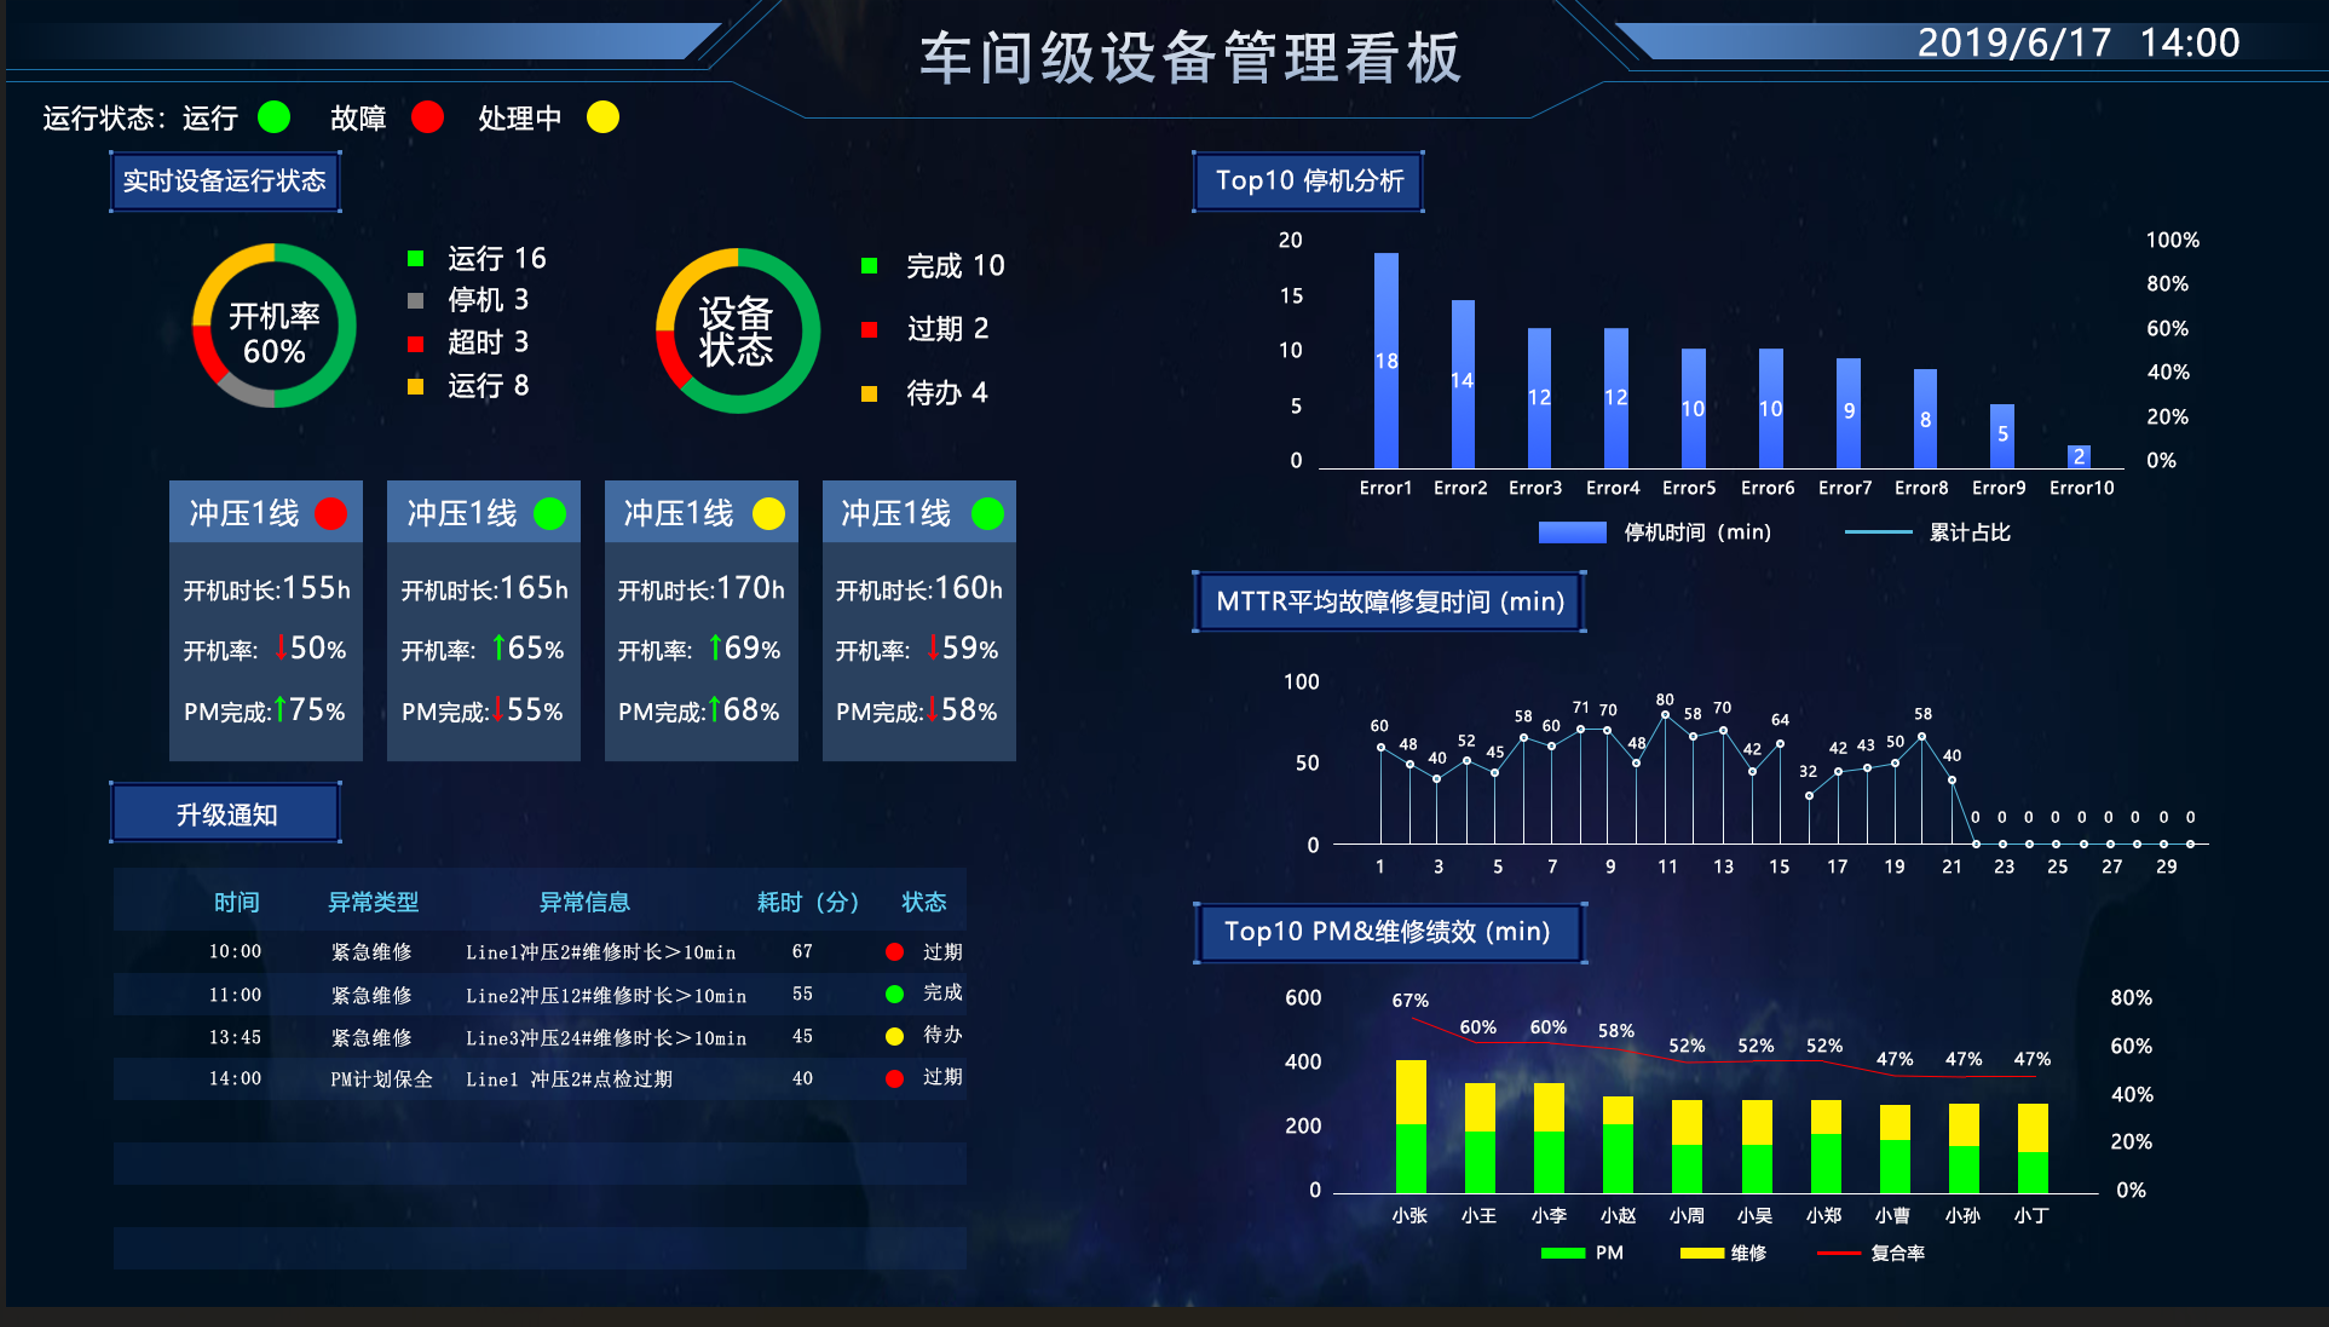 车间级设备管理看板
2019/6/17 14:00
运行状态：运行 故障 处理中
实时设备运行状态
开机率
60%
运行 16
停机 3
超时 3
运行 8
设备
状态
完成 10
过期 2
待办 4
冲压1线
开机时长:155h
开机率: ↓50%
PM完成:↑75%
冲压1线
开机时长:165h
开机率: ↑65%
PM完成:↓55%
冲压1线
开机时长:170h
开机率: ↑69%
PM完成:↑68%
冲压1线
开机时长:160h
开机率: ↓59%
PM完成:↓58%
升级通知
时间 异常类型 异常信息 耗时（分） 状态
10:00 紧急维修 Line1冲压2#维修时长＞10min 67 过期
11:00 紧急维修 Line2冲压12#维修时长＞10min 55 完成
13:45 紧急维修 Line3冲压24#维修时长＞10min 45 待办
14:00 PM计划保全 Line1 冲压2#点检过期 40 过期
Top10 停机分析
20
15
10
5
0
18 14 12 12 10 10 9 8 5 2
100%
80%
60%
40%
20%
0%
Error1 Error2 Error3 Error4 Error5 Error6 Error7 Error8 Error9 Error10
停机时间（min） 累计占比
MTTR平均故障修复时间 (min)
100
50
0
60 48 40 52 45 58 60 71 70 48 80 58 70 42 64 32 42 43 50 58 40 0 0 0 0 0 0 0 0 0
1 3 5 7 9 11 13 15 17 19 21 23 25 27 29
Top10 PM&维修绩效 (min)
600
400
200
0
67% 60% 60% 58% 52% 52% 52% 47% 47% 47%
80%
60%
40%
20%
0%
小张 小王 小李 小赵 小周 小吴 小郑 小曹 小孙 小丁
PM 维修 复合率